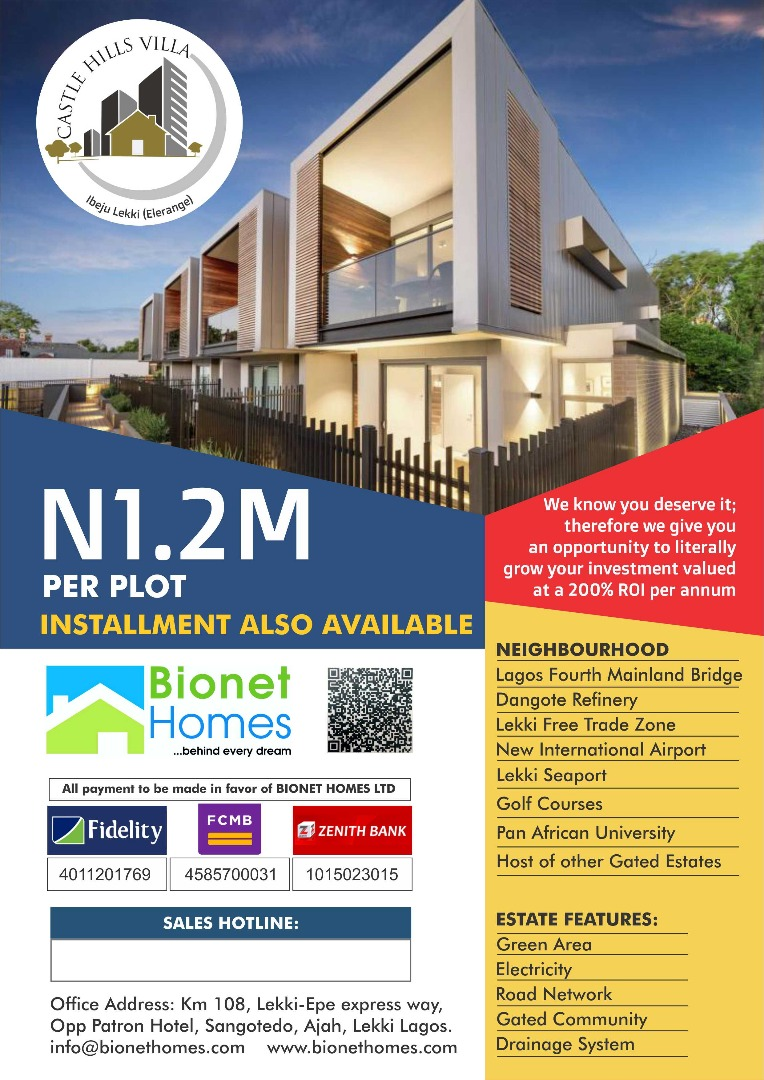 CASTLE HILLS VILLA
Ibeju Lekki (Elerange)
N1.2M
PER PLOT
INSTALLMENT ALSO AVAILABLE
We know you deserve it;
therefore we give you
an opportunity to literally
grow your investment valued
at a 200% ROI per annum
Bionet
Homes
...behind every dream
All payment to be made in favor of BIONET HOMES LTD
Fidelity
FCMB
ZENITH BANK
4011201769
4585700031
1015023015
SALES HOTLINE:
Office Address: Km 108, Lekki-Epe express way,
Opp Patron Hotel, Sangotedo, Ajah, Lekki Lagos.
info@bionethomes.com www.bionethomes.com
NEIGHBOURHOOD
Lagos Fourth Mainland Bridge
Dangote Refinery
Lekki Free Trade Zone
New International Airport
Lekki Seaport
Golf Courses
Pan African University
Host of other Gated Estates
ESTATE FEATURES:
Green Area
Electricity
Road Network
Gated Community
Drainage System